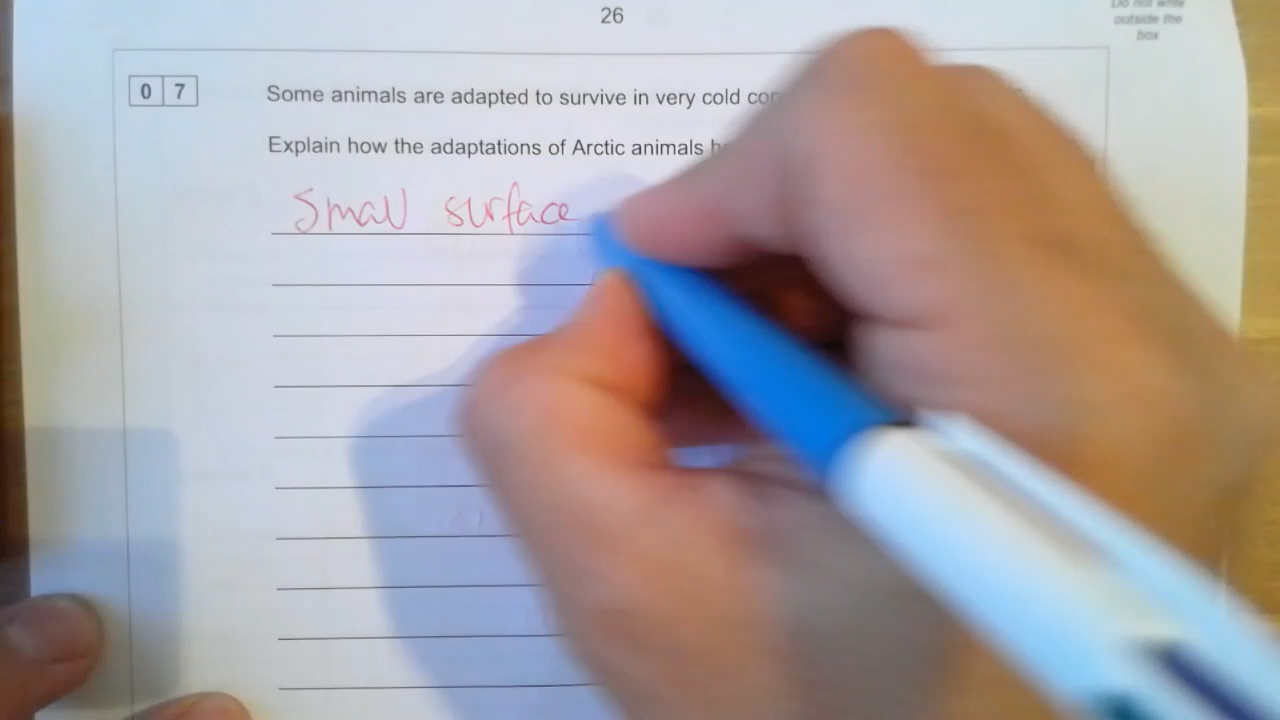 26
Do not write
outside the
box
0 7
Some animals are adapted to survive in very cold
Explain how the adaptations of Arctic animals
Small surface